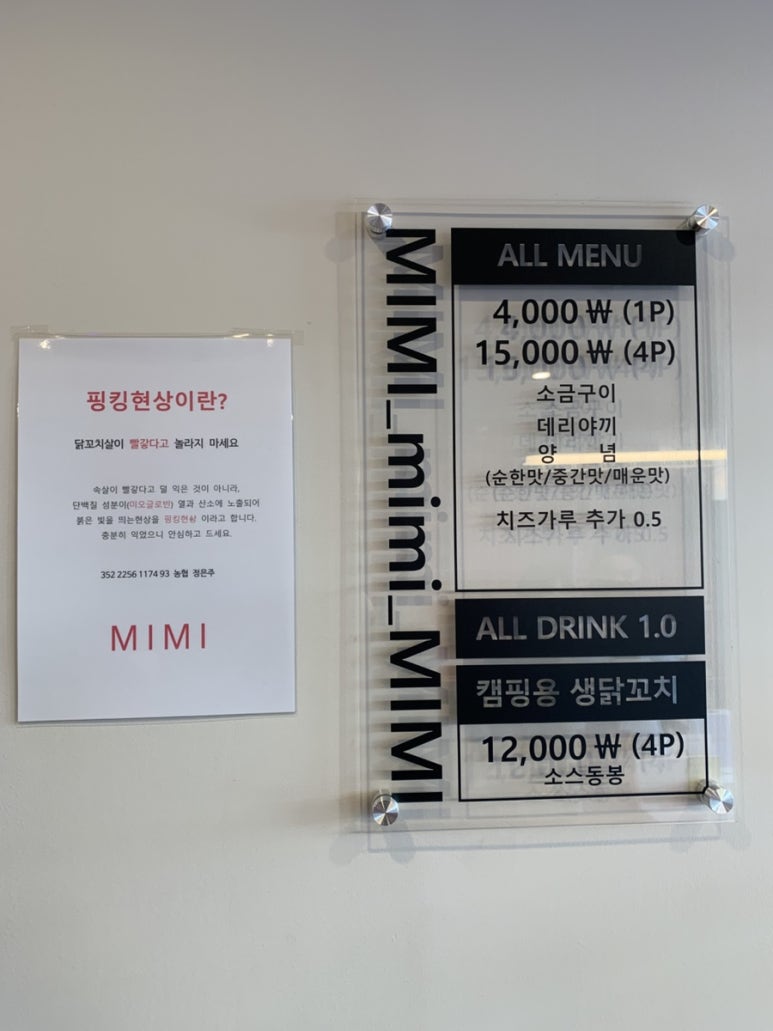 핑킹현상이란?
닭꼬치살이 빨갛다고 놀라지 마세요
속살이 빨갛다고 덜 익은 것이 아니라,
단백질 성분이(미오글로빈) 열과 산소에 노출되어
붉은 빛을 띄는현상을 핑킹현상 이라고 합니다.
충분히 익었으니 안심하고 드세요.
352 2256 1174 93 농협 정은주
MIMI
MIMI_mimi_MIMI
ALL MENU
4,000 ₩ (1P)
15,000 ₩ (4P)
소금구이
데리야끼
양 념
(순한맛/중간맛/매운맛)
치즈가루 추가 0.5
ALL DRINK 1.0
캠핑용 생닭꼬치
12,000 ₩ (4P)
소스동봉